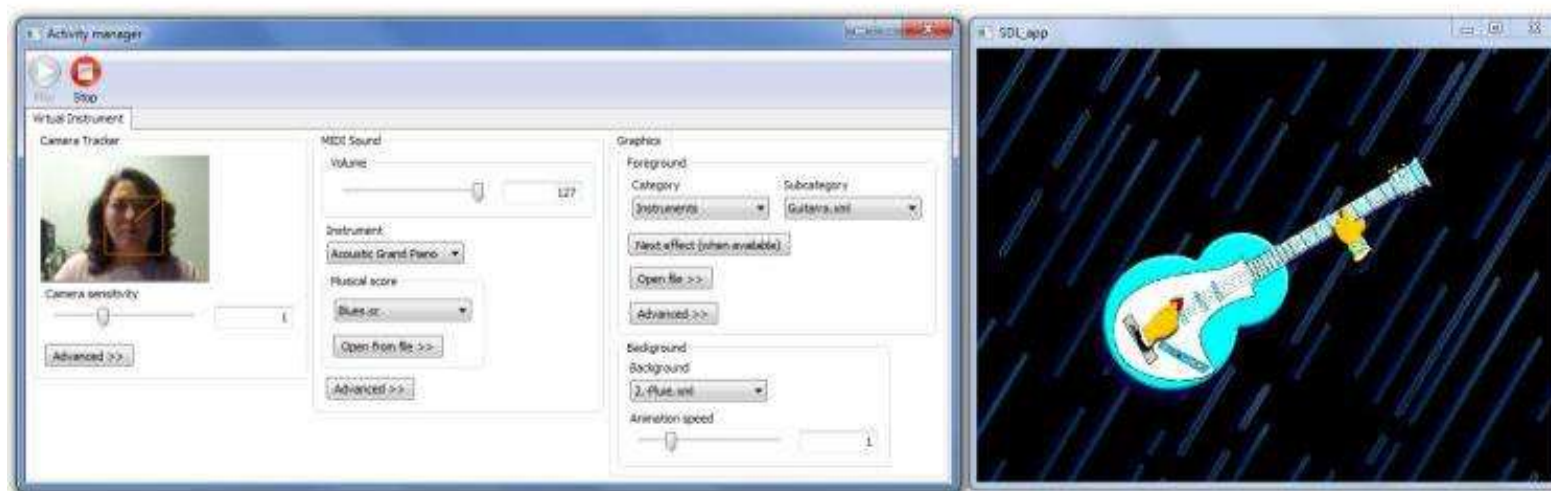 Activity manager
Play
Stop
Virtual Instrument
Camera Tracker
Camera sensitivity
1
Advanced >>
MIDI Sound
Volume
127
Instrument
Acoustic Grand Piano
Musical score
Blues.sc
Open from file >>
Advanced >>
Graphics
Foreground
Category
Subcategory
Instruments
Guitarra.xml
Next effect (when available)
Open file >>
Advanced >>
Background
Background
2.-Pluie.xml
Animation speed
1
SDL_app